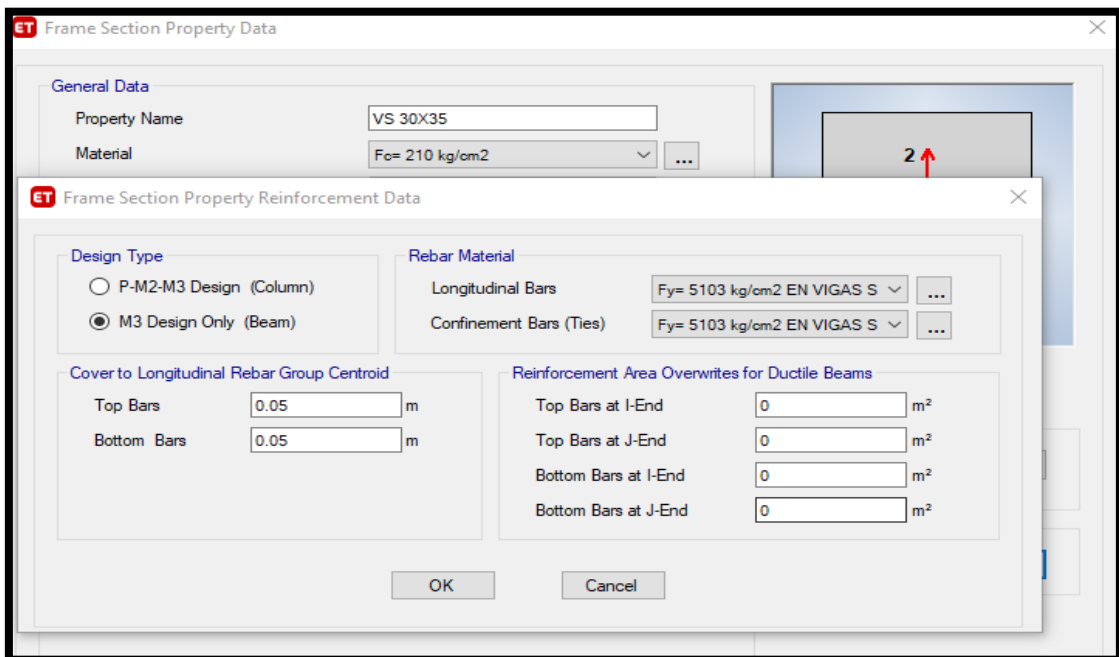 ET Frame Section Property Data
General Data
Property Name VS 30X35
Material Fc= 210 kg/cm2 ...
2
ET Frame Section Property Reinforcement Data
Design Type
P-M2-M3 Design (Column)
M3 Design Only (Beam)
Rebar Material
Longitudinal Bars Fy= 5103 kg/cm2 EN VIGAS S ...
Confinement Bars (Ties) Fy= 5103 kg/cm2 EN VIGAS S ...
Cover to Longitudinal Rebar Group Centroid
Top Bars 0.05 m
Bottom Bars 0.05 m
Reinforcement Area Overwrites for Ductile Beams
Top Bars at I-End 0 m²
Top Bars at J-End 0 m²
Bottom Bars at I-End 0 m²
Bottom Bars at J-End 0 m²
OK Cancel